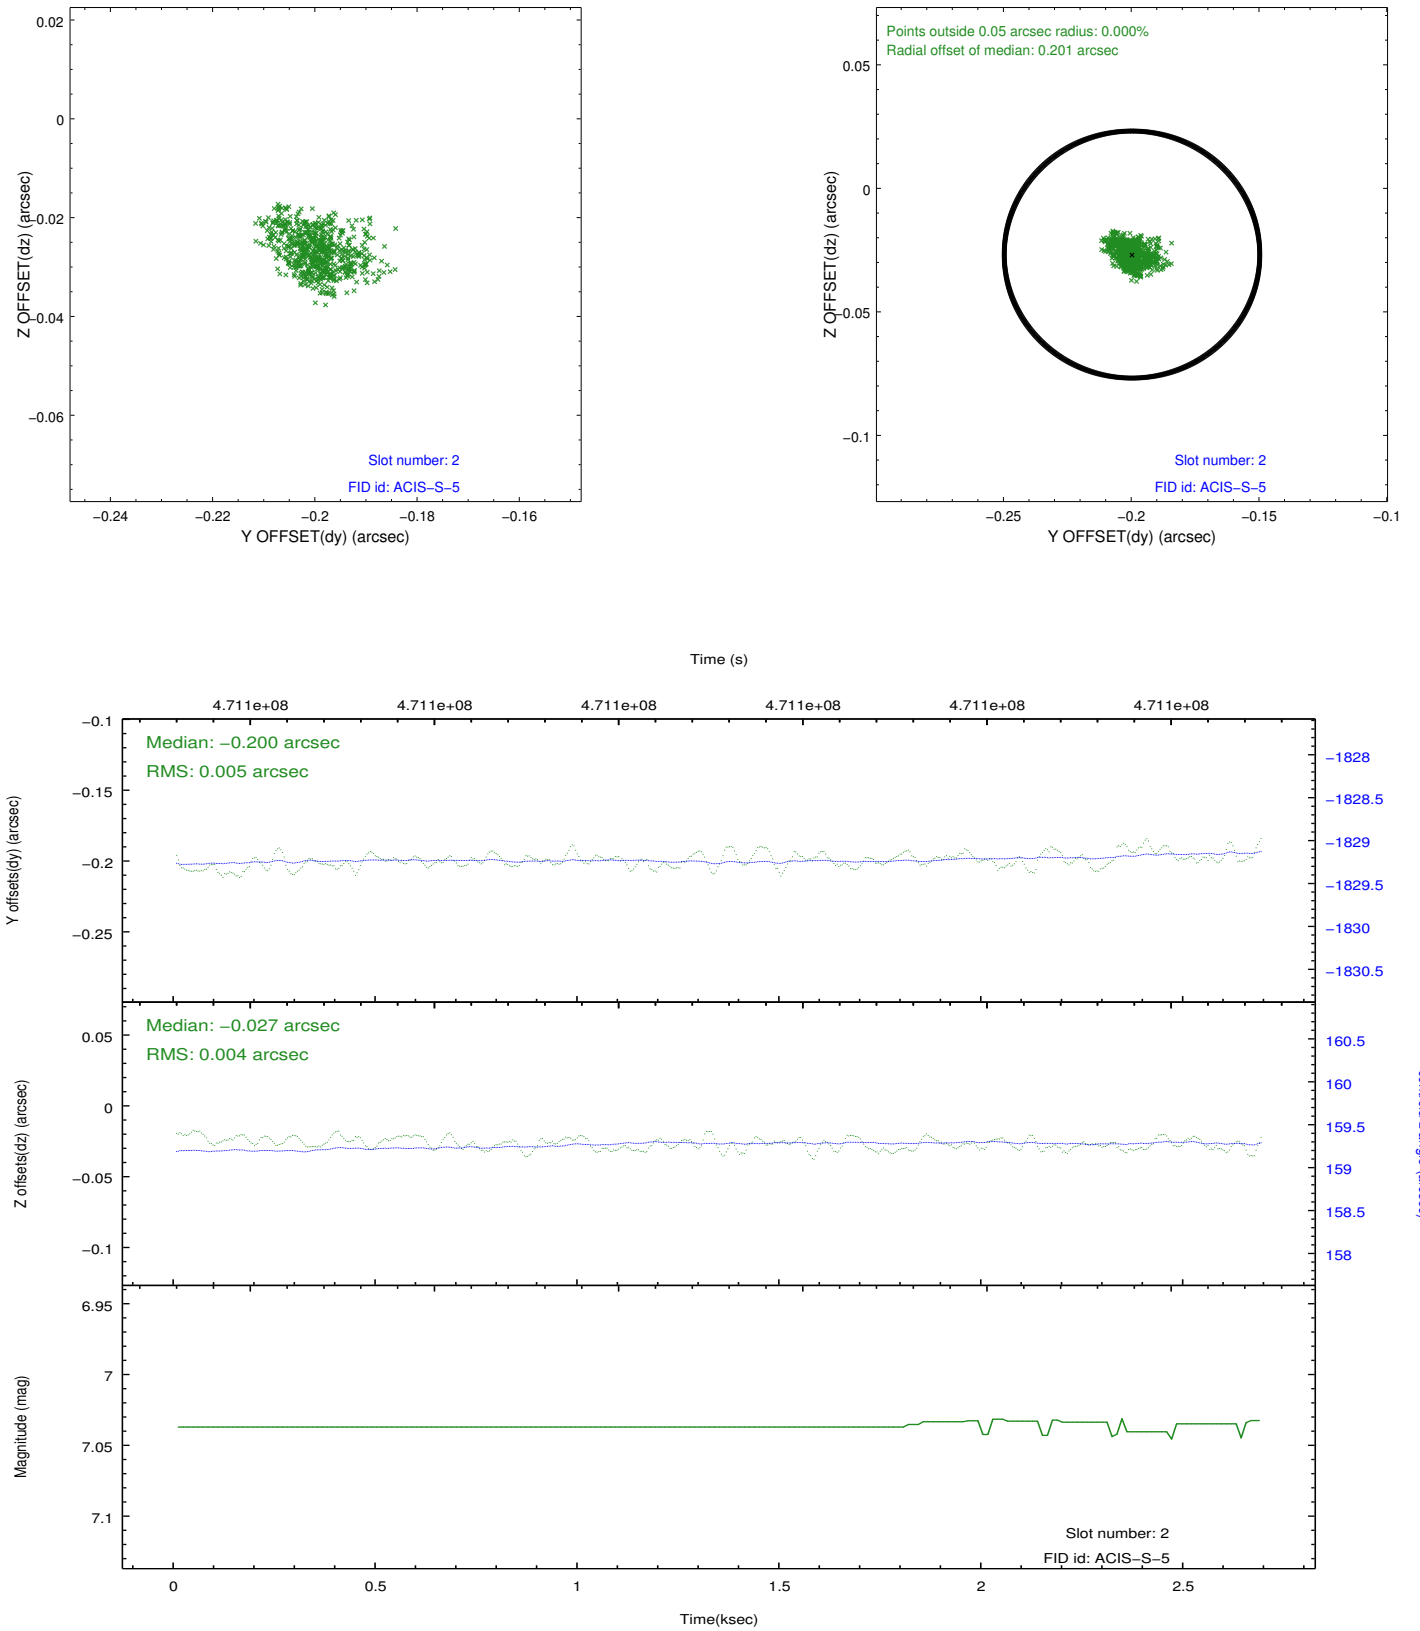 0.02
0
−0.02
−0.04
−0.06
Z OFFSET(dz) (arcsec)
Slot number: 2
FID id: ACIS−S−5
−0.24 −0.22 −0.2 −0.18 −0.16
Y OFFSET(dy) (arcsec)
Points outside 0.05 arcsec radius: 0.000%
Radial offset of median: 0.201 arcsec
0.05
0
−0.05
−0.1
Z OFFSET(dz) (arcsec)
Slot number: 2
FID id: ACIS−S−5
−0.25 −0.2 −0.15 −0.1
Y OFFSET(dy) (arcsec)
Time (s)
4.711e+08 4.711e+08 4.711e+08 4.711e+08 4.711e+08 4.711e+08
−0.1
−0.15
−0.2
−0.25
Y offsets(dy) (arcsec)
Median: −0.200 arcsec
RMS: 0.005 arcsec
−1828
−1828.5
−1829
−1829.5
−1830
−1830.5
0.05
0
−0.05
−0.1
Z offsets(dz) (arcsec)
Median: −0.027 arcsec
RMS: 0.004 arcsec
160.5
160
159.5
159
158.5
158
6.95
7
7.05
7.1
Magnitude (mag)
Slot number: 2
FID id: ACIS−S−5
0 0.5 1 1.5 2 2.5
Time(ksec)